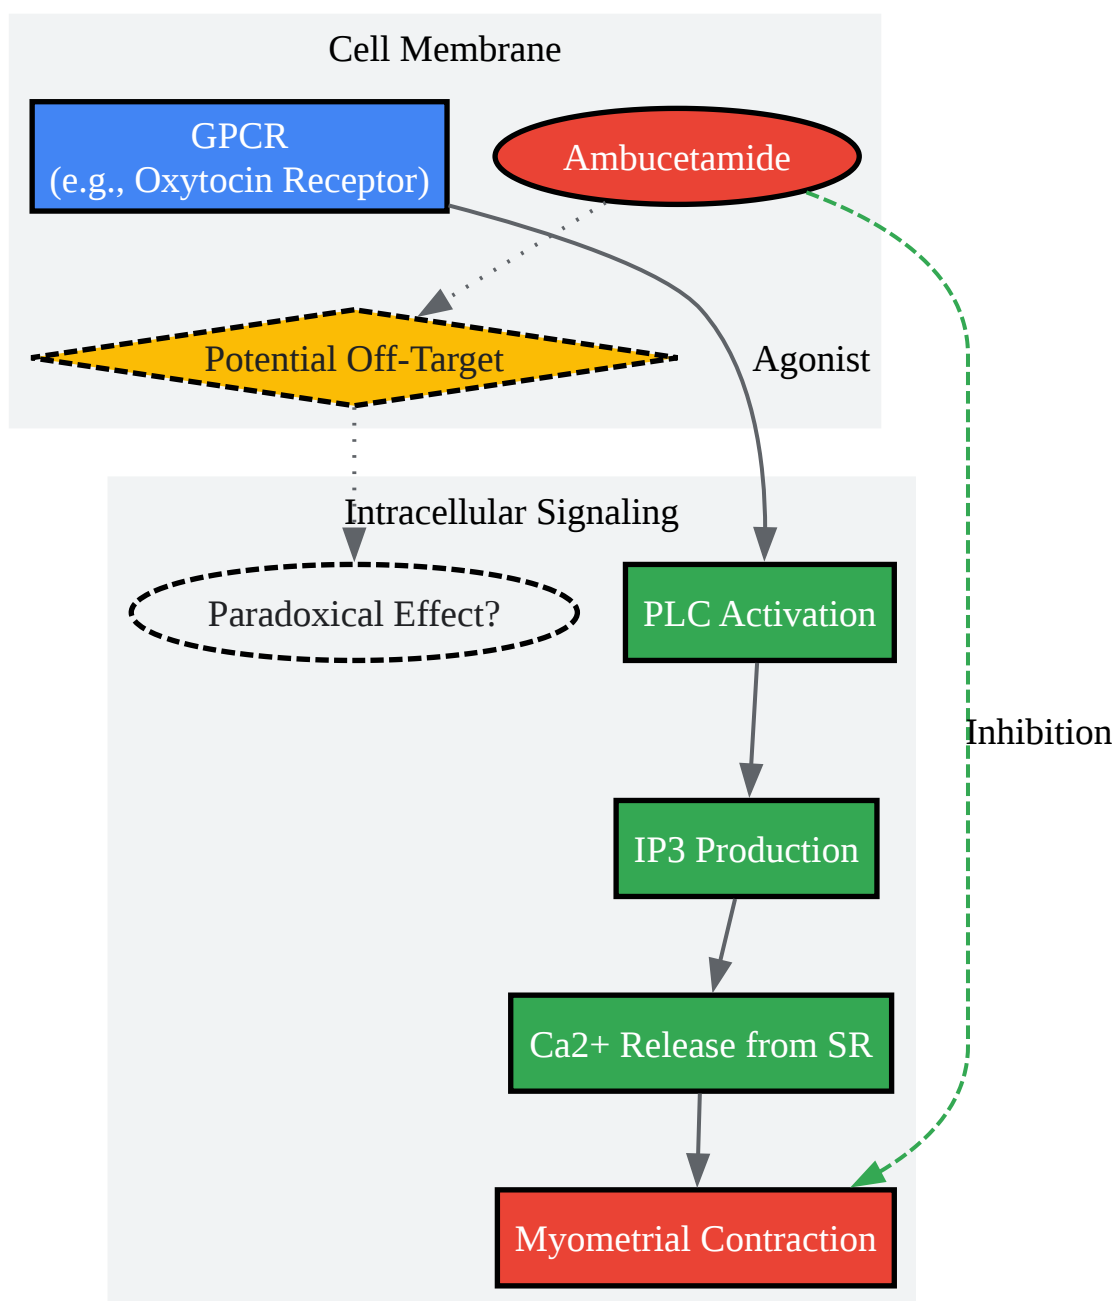 Cell Membrane
GPCR
(e.g., Oxytocin Receptor)
Ambucetamide
Potential Off-Target
Agonist
Intracellular Signaling
Paradoxical Effect?
PLC Activation
Inhibition
IP3 Production
Ca2+ Release from SR
Myometrial Contraction